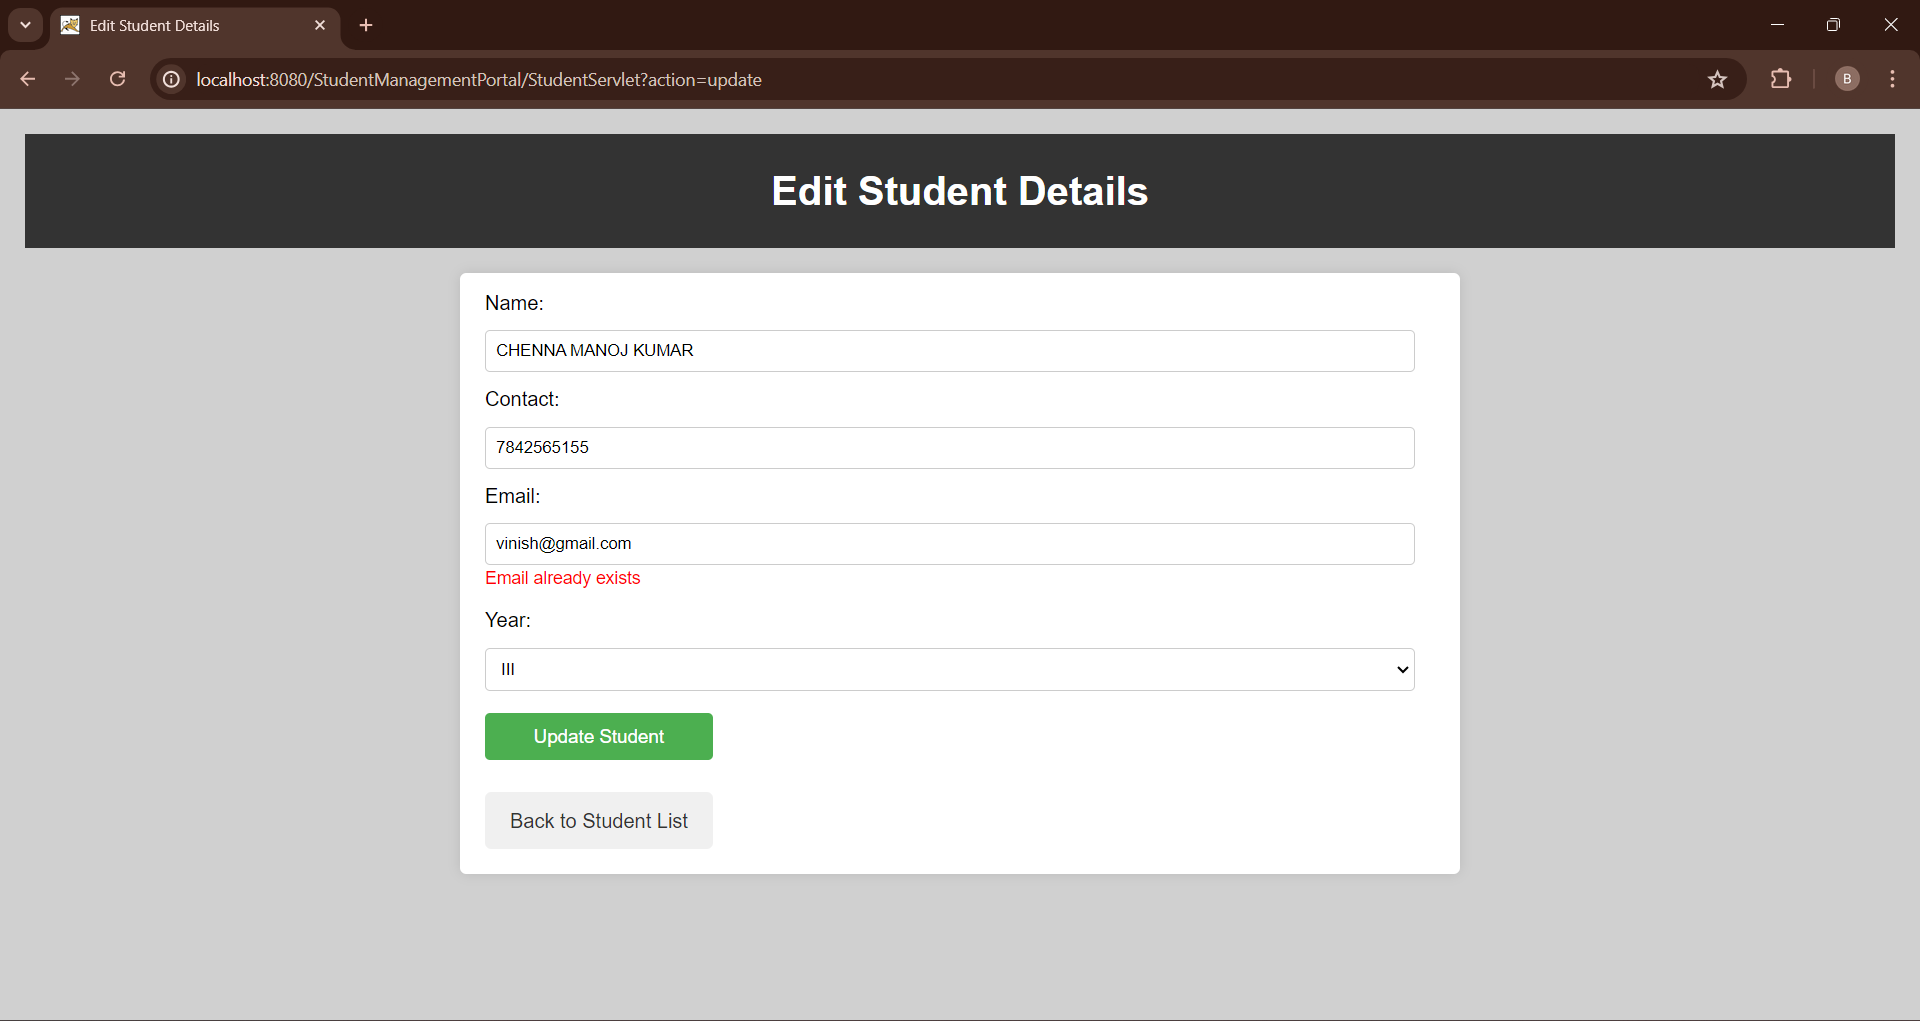 Edit Student Details
localhost:8080/StudentManagementPortal/StudentServlet?action=update
B
Edit Student Details
Name:
CHENNA MANOJ KUMAR
Contact:
7842565155
Email:
vinish@gmail.com
Email already exists
Year:
III
Update Student
Back to Student List